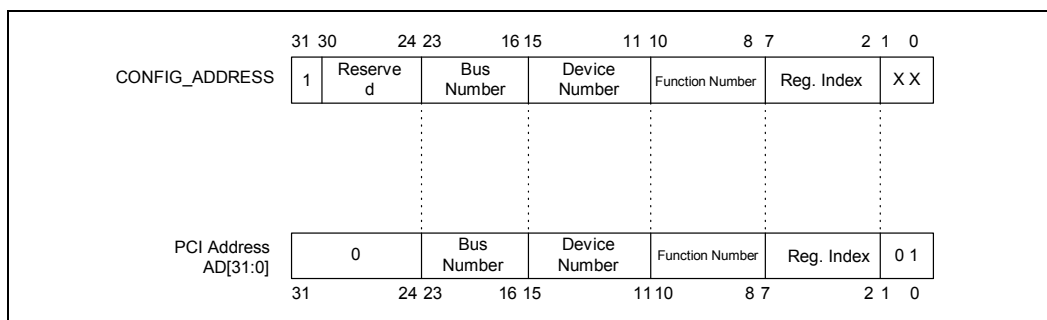 31 30 24 23 16 15 11 10 8 7 2 1 0
CONFIG_ADDRESS 1 Reserve
d Bus
Number Device
Number Function Number Reg. Index X X
PCI Address
AD[31:0] 0 Bus
Number Device
Number Function Number Reg. Index 0 1
31 24 23 16 15 11 10 8 7 2 1 0